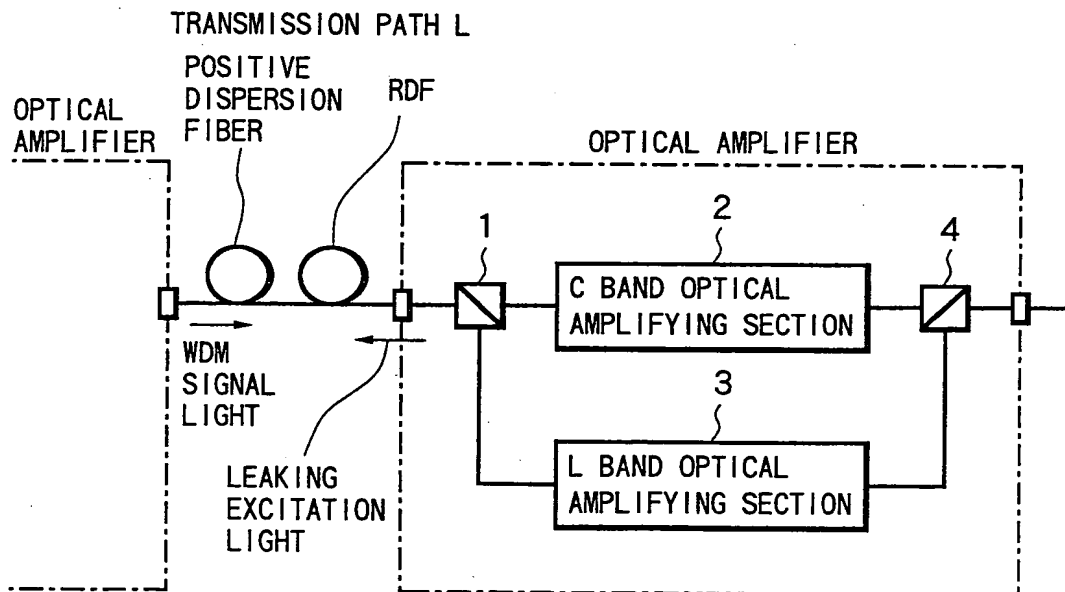 TRANSMISSION PATH L
POSITIVE
DISPERSION
FIBER
RDF
OPTICAL
AMPLIFIER
OPTICAL AMPLIFIER
1
2
4
C BAND OPTICAL
AMPLIFYING SECTION
WDM
SIGNAL
LIGHT
3
L BAND OPTICAL
AMPLIFYING SECTION
LEAKING
EXCITATION
LIGHT